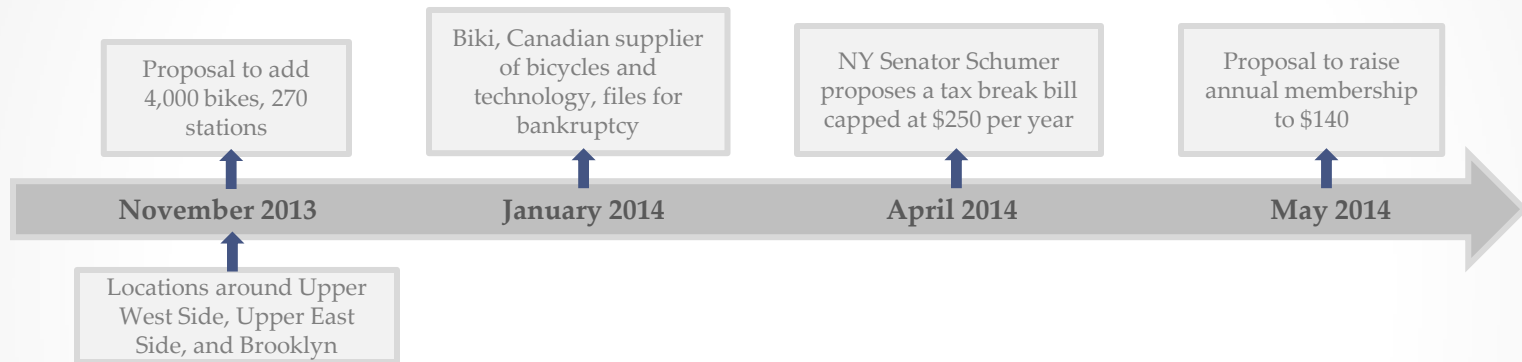 Proposal to add
4,000 bikes, 270
stations
Biki, Canadian supplier
of bicycles and
technology, files for
bankruptcy
NY Senator Schumer
proposes a tax break bill
capped at $250 per year
Proposal to raise
annual membership
to $140
November 2013
January 2014
April 2014
May 2014
Locations around Upper
West Side, Upper East
Side, and Brooklyn